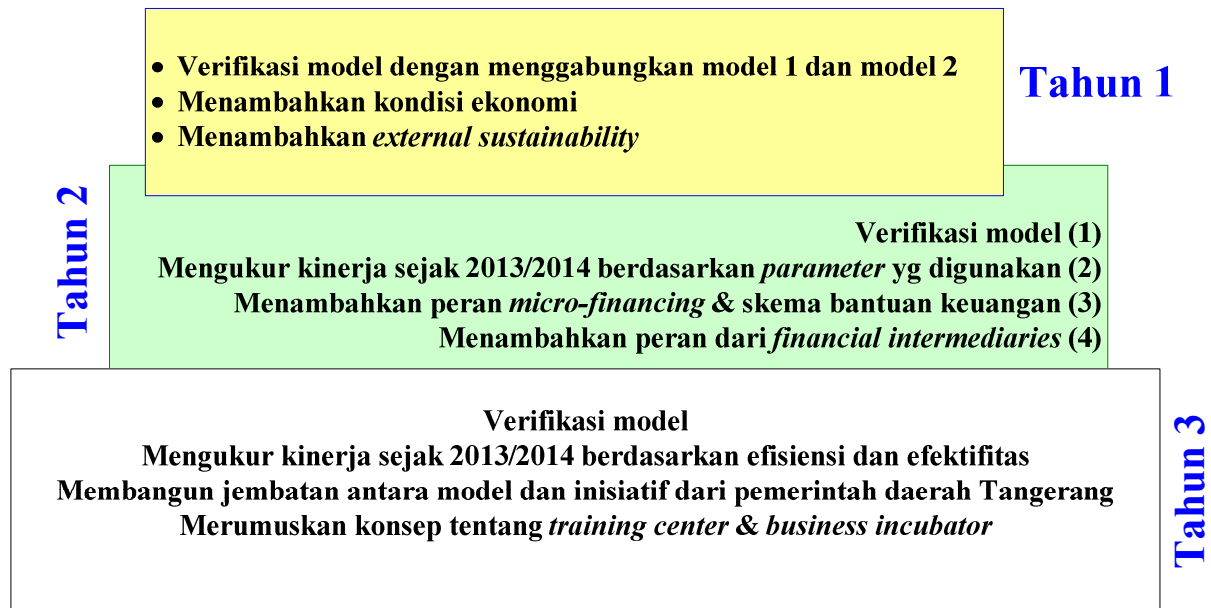 • Verifikasi model dengan menggabungkan model 1 dan model 2
• Menambahkan kondisi ekonomi
• Menambahkan external sustainability
Tahun 1
Tahun 2
Verifikasi model (1)
Mengukur kinerja sejak 2013/2014 berdasarkan parameter yg digunakan (2)
Menambahkan peran micro-financing & skema bantuan keuangan (3)
Menambahkan peran dari financial intermediaries (4)
Verifikasi model
Mengukur kinerja sejak 2013/2014 berdasarkan efisiensi dan efektifitas
Membangun jembatan antara model dan inisiatif dari pemerintah daerah Tangerang
Merumuskan konsep tentang training center & business incubator
Tahun 3